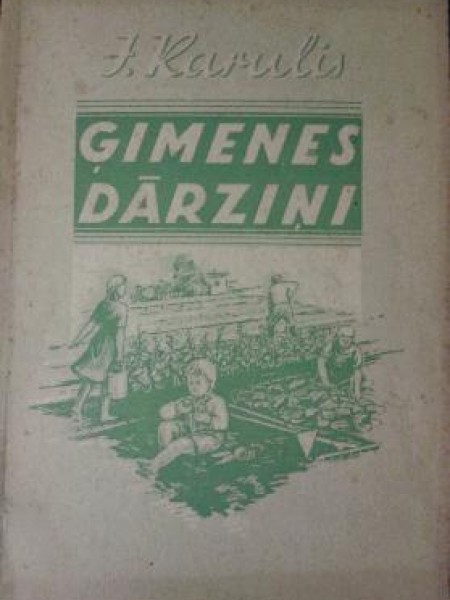 J. Karulis
ĢIMENES
DĀRZIŅI